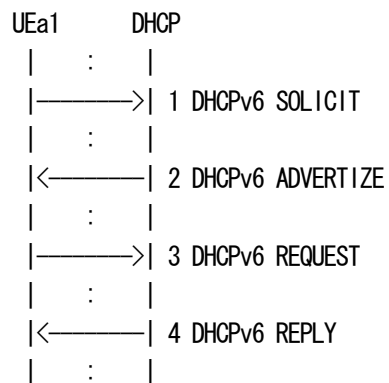 UEa1 DHCP
| : |
|--------->| 1 DHCPv6 SOLICIT
| : |
|<---------| 2 DHCPv6 ADVERTIZE
| : |
|--------->| 3 DHCPv6 REQUEST
| : |
|<---------| 4 DHCPv6 REPLY
| : |